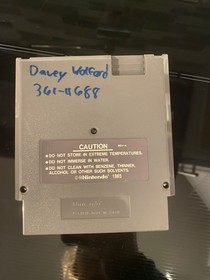 Davey Wolford
361-0688
CAUTION
•DO NOT STORE IN EXTREME TEMPERATURES.
•DO NOT IMMERSE IN WATER.
•DO NOT CLEAN WITH BENZENE, THINNER,
ALCOHOL OR OTHER SUCH SOLVENTS.
Nintendo 1985